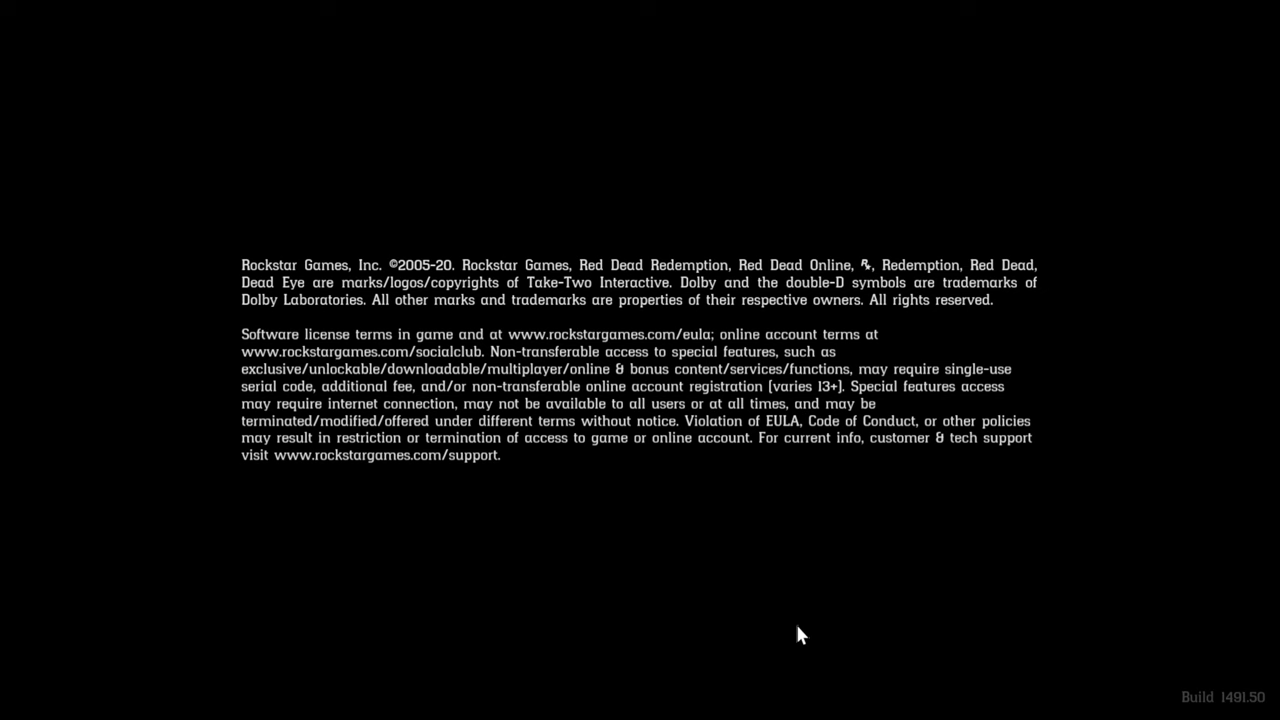 Rockstar Games, Inc. ©2005-20. Rockstar Games, Red Dead Redemption, Red Dead Online, , Redemption, Red Dead,
Dead Eye are marks/logos/copyrights of Take-Two Interactive. Dolby and the double-D symbols are trademarks of
Dolby Laboratories. All other marks and trademarks are properties of their respective owners. All rights reserved.
Software license terms in game and at www.rockstargames.com/eula; online account terms at
www.rockstargames.com/socialclub. Non-transferable access to special features, such as
exclusive/unlockable/downloadable/multiplayer/online & bonus content/services/functions, may require single-use
serial code, additional fee, and/or non-transferable online account registration (varies 13+). Special features access
may require internet connection, may not be available to all users or at all times, and may be
terminated/modified/offered under different terms without notice. Violation of EULA, Code of Conduct, or other policies
may result in restriction or termination of access to game or online account. For current info, customer & tech support
visit www.rockstargames.com/support.
Build 1491.50